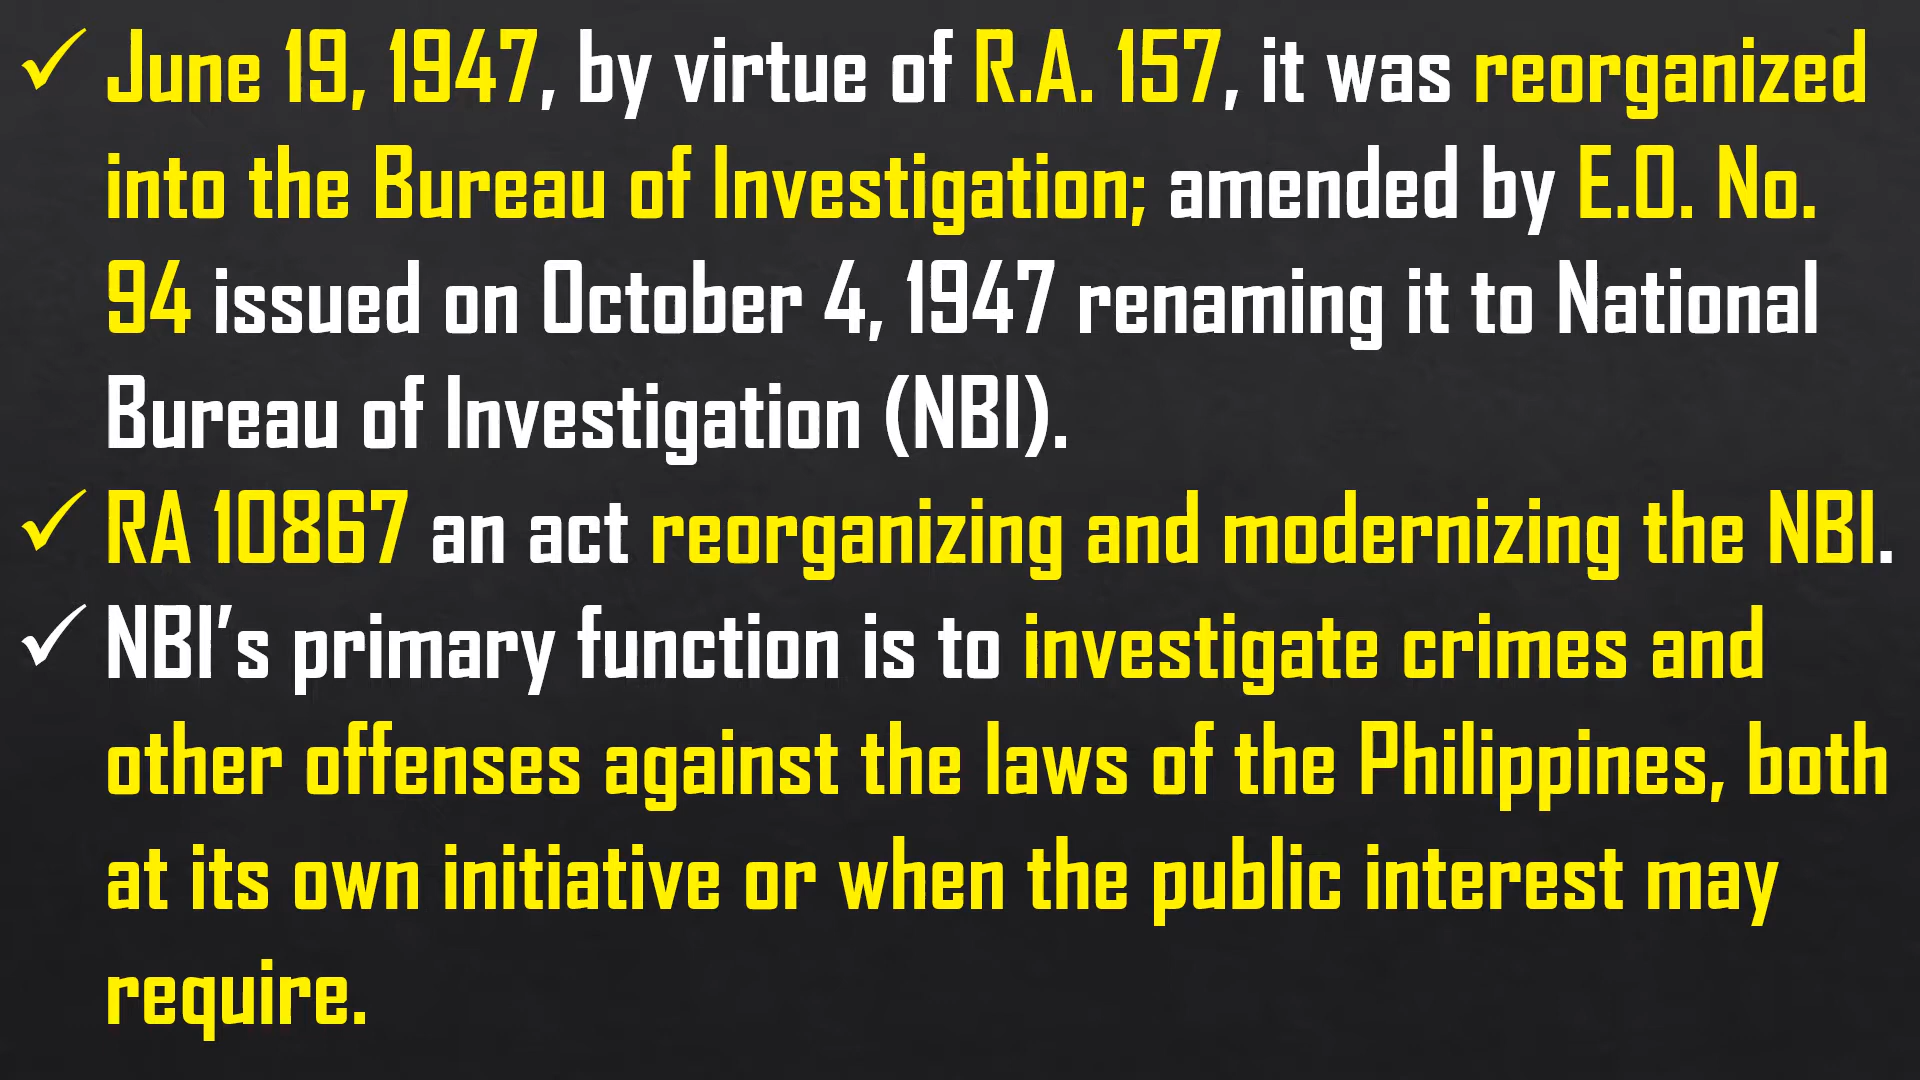 ✓ June 19, 1947, by virtue of R.A. 157, it was reorganized
into the Bureau of Investigation; amended by E.O. No.
94 issued on October 4, 1947 renaming it to National
Bureau of Investigation (NBI).
✓ RA 10867 an act reorganizing and modernizing the NBI.
✓ NBI’s primary function is to investigate crimes and
other offenses against the laws of the Philippines, both
at its own initiative or when the public interest may
require.